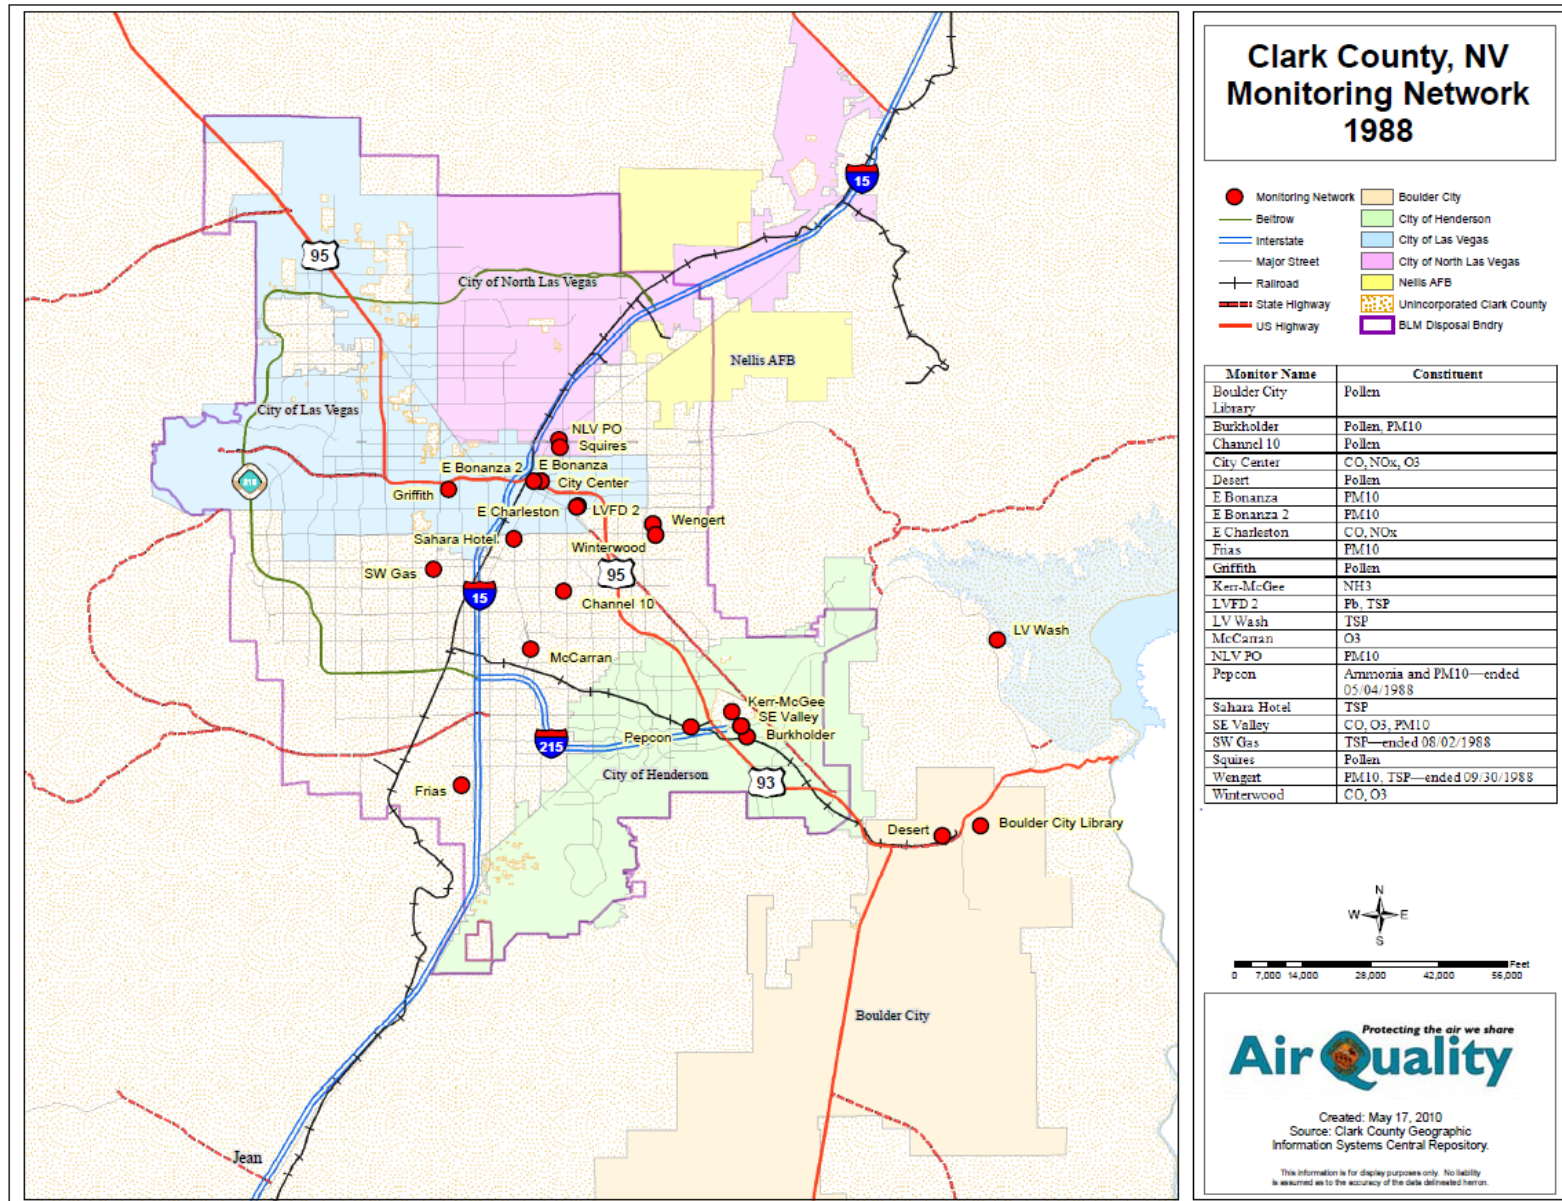 Clark County, NV
Monitoring Network
1988
Monitoring Network
Beltrow
Interstate
Major Street
Railroad
State Highway
US Highway
Boulder City
City of Henderson
City of Las Vegas
City of North Las Vegas
Nellis AFB
Unincorporated Clark County
BLM Disposal Bndry
Monitor Name Constituent
Boulder City Pollen
Library
Burkholder Pollen, PM10
Channel 10 Pollen
City Center CO, NOx, O3
Desert Pollen
E Bonanza PM10
E Bonanza 2 PM10
E Charleston CO, NOx
Frias PM10
Griffith Pollen
Kerr-McGee NH3
LVFD 2 Pb, TSP
LV Wash TSP
McCarran O3
NLV PO PM10
Pepcon Ammonia and PM10—ended
05/04/1988
Sahara Hotel TSP
SE Valley CO, O3, PM10
SW Gas TSP—ended 08/02/1988
Squires Pollen
Wengert PM10, TSP—ended 09/30/1988
Winterwood CO, O3
N
W E
S
Feet
0 7,000 14,000 28,000 42,000 56,000
Protecting the air we share
Air Quality
Created: May 17, 2010
Source: Clark County Geographic
Information Systems Central Repository.
This information is for display purposes only. No liability
is assumed as to the accuracy of the data delineated herron.
15
95
City of North Las Vegas
Nellis AFB
City of Las Vegas
NLV PO
Squires
E Bonanza 2
E Bonanza
215
City Center
Griffith
E Charleston
LVFD 2
Wengert
Sahara Hotel
Winterwood
SW Gas
95
15
Channel 10
LV Wash
McCarran
Kerr-McGee
SE Valley
Pepcon
Burkholder
215
City of Henderson
93
Frias
Desert
Boulder City Library
Boulder City
Jean